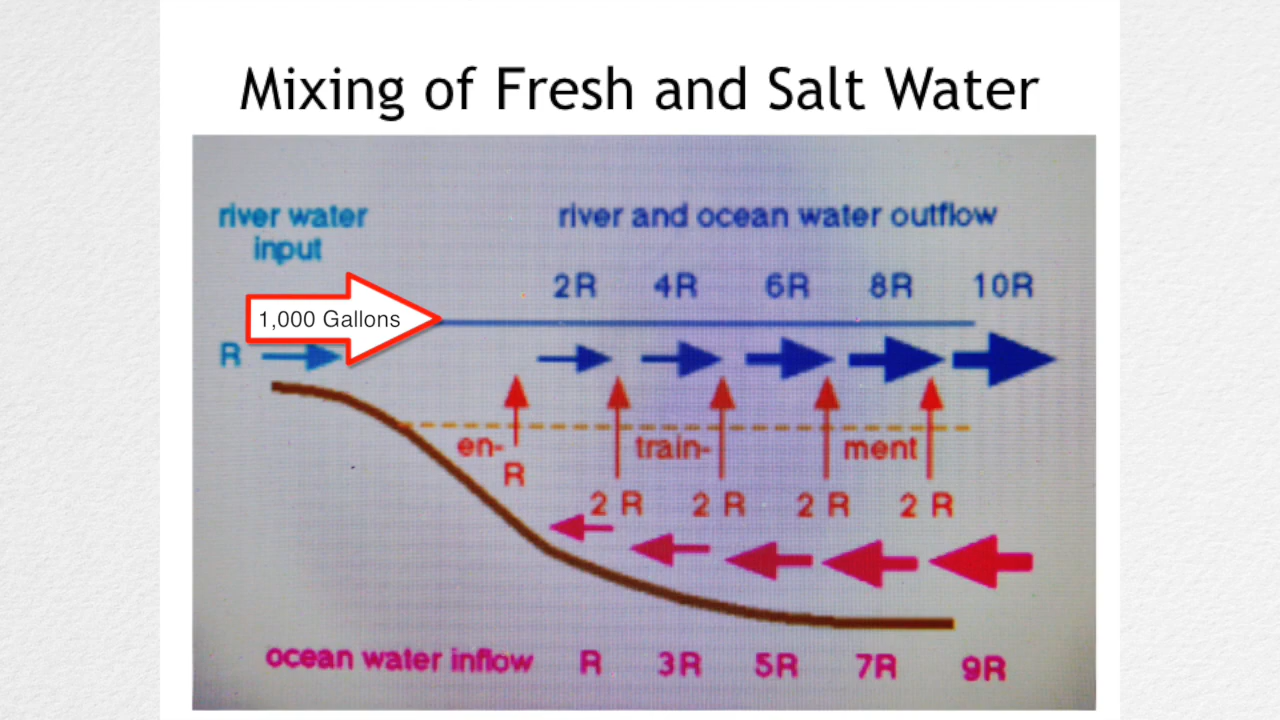 Mixing of Fresh and Salt Water
river water
input
river and ocean water outflow
2R 4R 6R 8R 10R
1,000 Gallons
R
en- train- ment
R
2 R 2 R 2 R 2 R
ocean water inflow R 3R 5R 7R 9R